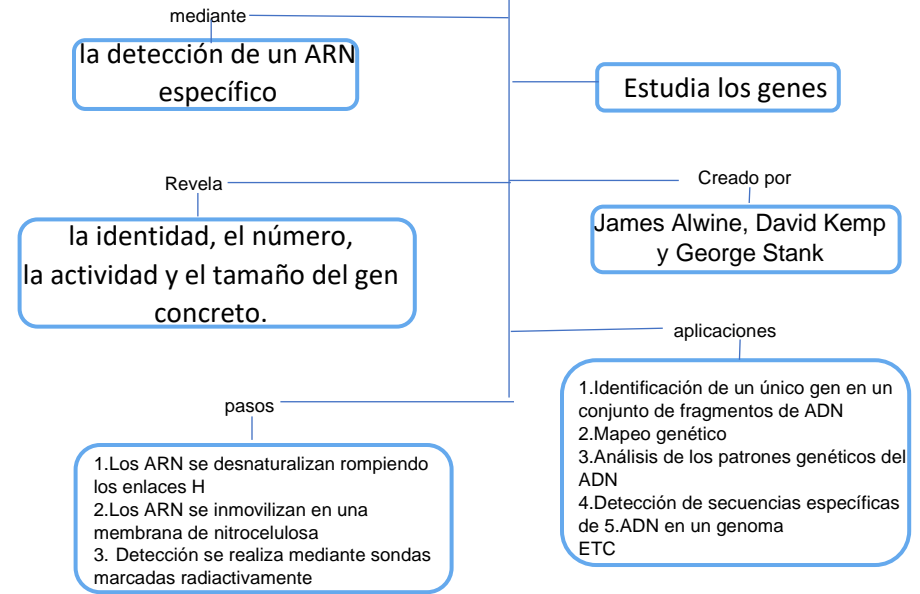 mediante
la detección de un ARN
específico
Estudia los genes
Revela
la identidad, el número,
la actividad y el tamaño del gen
concreto.
Creado por
James Alwine, David Kemp
y George Stank
aplicaciones
1.Identificación de un único gen en un
conjunto de fragmentos de ADN
2.Mapeo genético
3.Análisis de los patrones genéticos del
ADN
4.Detección de secuencias específicas
de 5.ADN en un genoma
ETC
pasos
1.Los ARN se desnaturalizan rompiendo
los enlaces H
2.Los ARN se inmovilizan en una
membrana de nitrocelulosa
3. Detección se realiza mediante sondas
marcadas radiactivamente